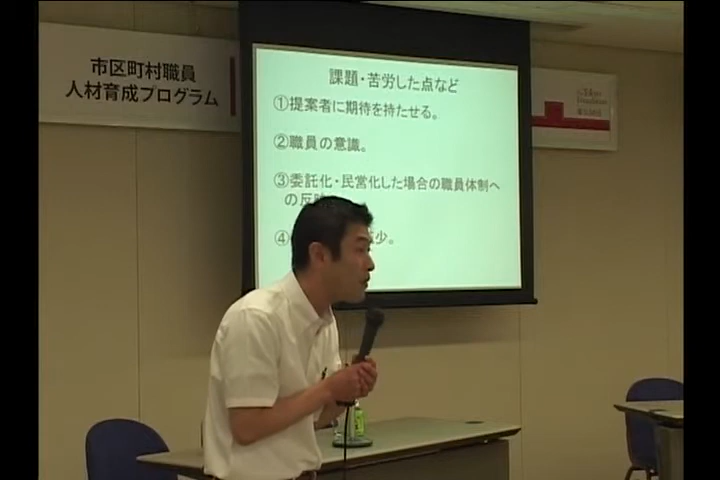 市区町村職員
人材育成プログラム
課題・苦労した点など
①提案者に期待を持たせる。
②職員の意識。
③委託化・民営化した場合の職員体制へ
の反映
④ 少。